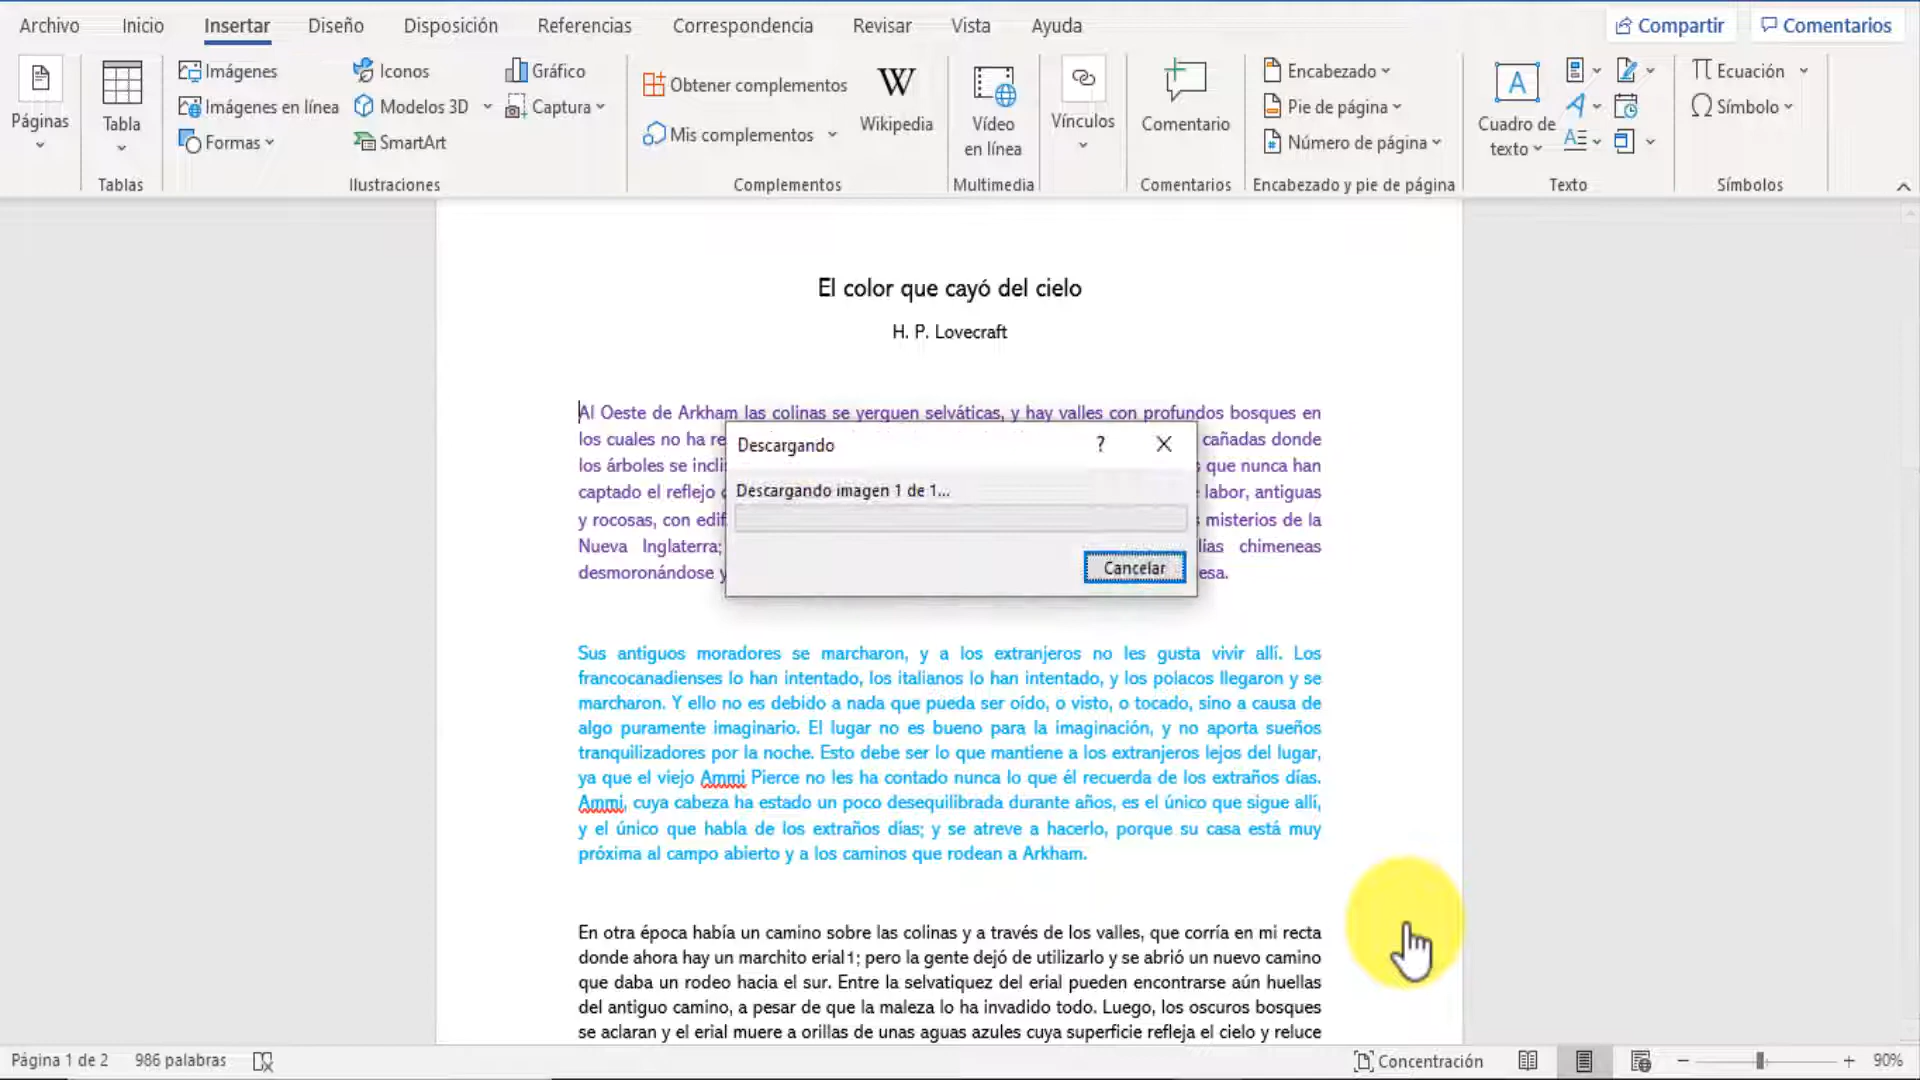 Archivo Inicio Insertar Diseño Disposición Referencias Correspondencia Revisar Vista Ayuda Compartir Comentarios
Páginas
Tabla
Tablas
Imágenes
Imágenes en línea
Formas
Iconos
Modelos 3D
SmartArt
Gráfico
Captura
Ilustraciones
Obtener complementos
Mis complementos
W
Wikipedia
Complementos
Vídeo
en línea
Multimedia
Vínculos
Comentario
Comentarios
Encabezado
Pie de página
Número de página
Encabezado y pie de página
A
Cuadro de
texto
Texto
Ecuación
Símbolo
Símbolos
El color que cayó del cielo
H. P. Lovecraft
Al Oeste de Arkham las colinas se yerguen selváticas, y hay valles con profundos bosques en
los cuales no ha cañadas donde
los árboles se que nunca han
captado el reflejo labor, antiguas
y rocosas, con misterios de la
Nueva Inglaterra; chimeneas
desmoronándose y
Descargando ?
Descargando imagen 1 de 1...
Cancelar
Sus antiguos moradores se marcharon, y a los extranjeros no les gusta vivir allí. Los
francocanadienses lo han intentado, los italianos lo han intentado, y los polacos llegaron y se
marcharon. Y ello no es debido a nada que pueda ser oído, o visto, o tocado, sino a causa de
algo puramente imaginario. El lugar no es bueno para la imaginación, y no aporta sueños
tranquilizadores por la noche. Esto debe ser lo que mantiene a los extranjeros lejos del lugar,
ya que el viejo Ammi Pierce no les ha contado nunca lo que él recuerda de los extraños días.
Ammi, cuya cabeza ha estado un poco desequilibrada durante años, es el único que sigue allí,
y el único que habla de los extraños días; y se atreve a hacerlo, porque su casa está muy
próxima al campo abierto y a los caminos que rodean a Arkham.
En otra época había un camino sobre las colinas y a través de los valles, que corría en mi recta
donde ahora hay un marchito erial1; pero la gente dejó de utilizarlo y se abrió un nuevo camino
que daba un rodeo hacia el sur. Entre la selvatiquez del erial pueden encontrarse aún huellas
del antiguo camino, a pesar de que la maleza lo ha invadido todo. Luego, los oscuros bosques
se aclaran y el erial muere a orillas de unas aguas azules cuya superficie refleja el cielo y reluce
Página 1 de 2 986 palabras Concentración 90%